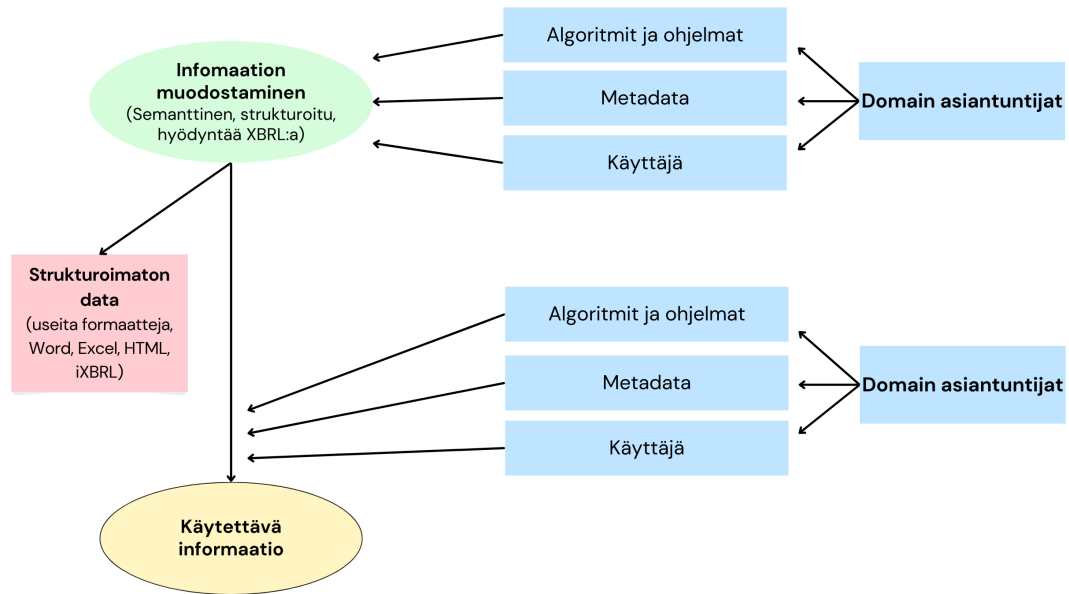 Infomaation
muodostaminen
(Semanttinen, strukturoitu,
hyödyntää XBRL:a)
Algoritmit ja ohjelmat
Metadata
Käyttäjä
Domain asiantuntijat
Strukturoimaton
data
(useita formaatteja,
Word, Excel, HTML,
iXBRL)
Algoritmit ja ohjelmat
Metadata
Käyttäjä
Domain asiantuntijat
Käytettävä
informaatio